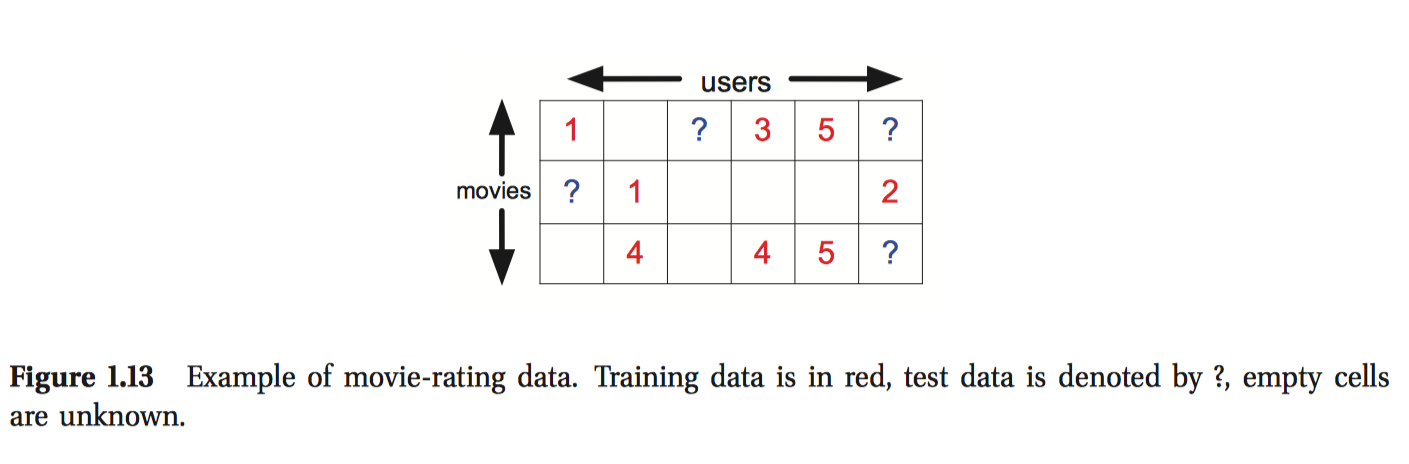 users
1 ? 3 5 ?
movies ? 1 2
4 4 5 ?
Figure 1.13 Example of movie-rating data. Training data is in red, test data is denoted by ?, empty cells
are unknown.